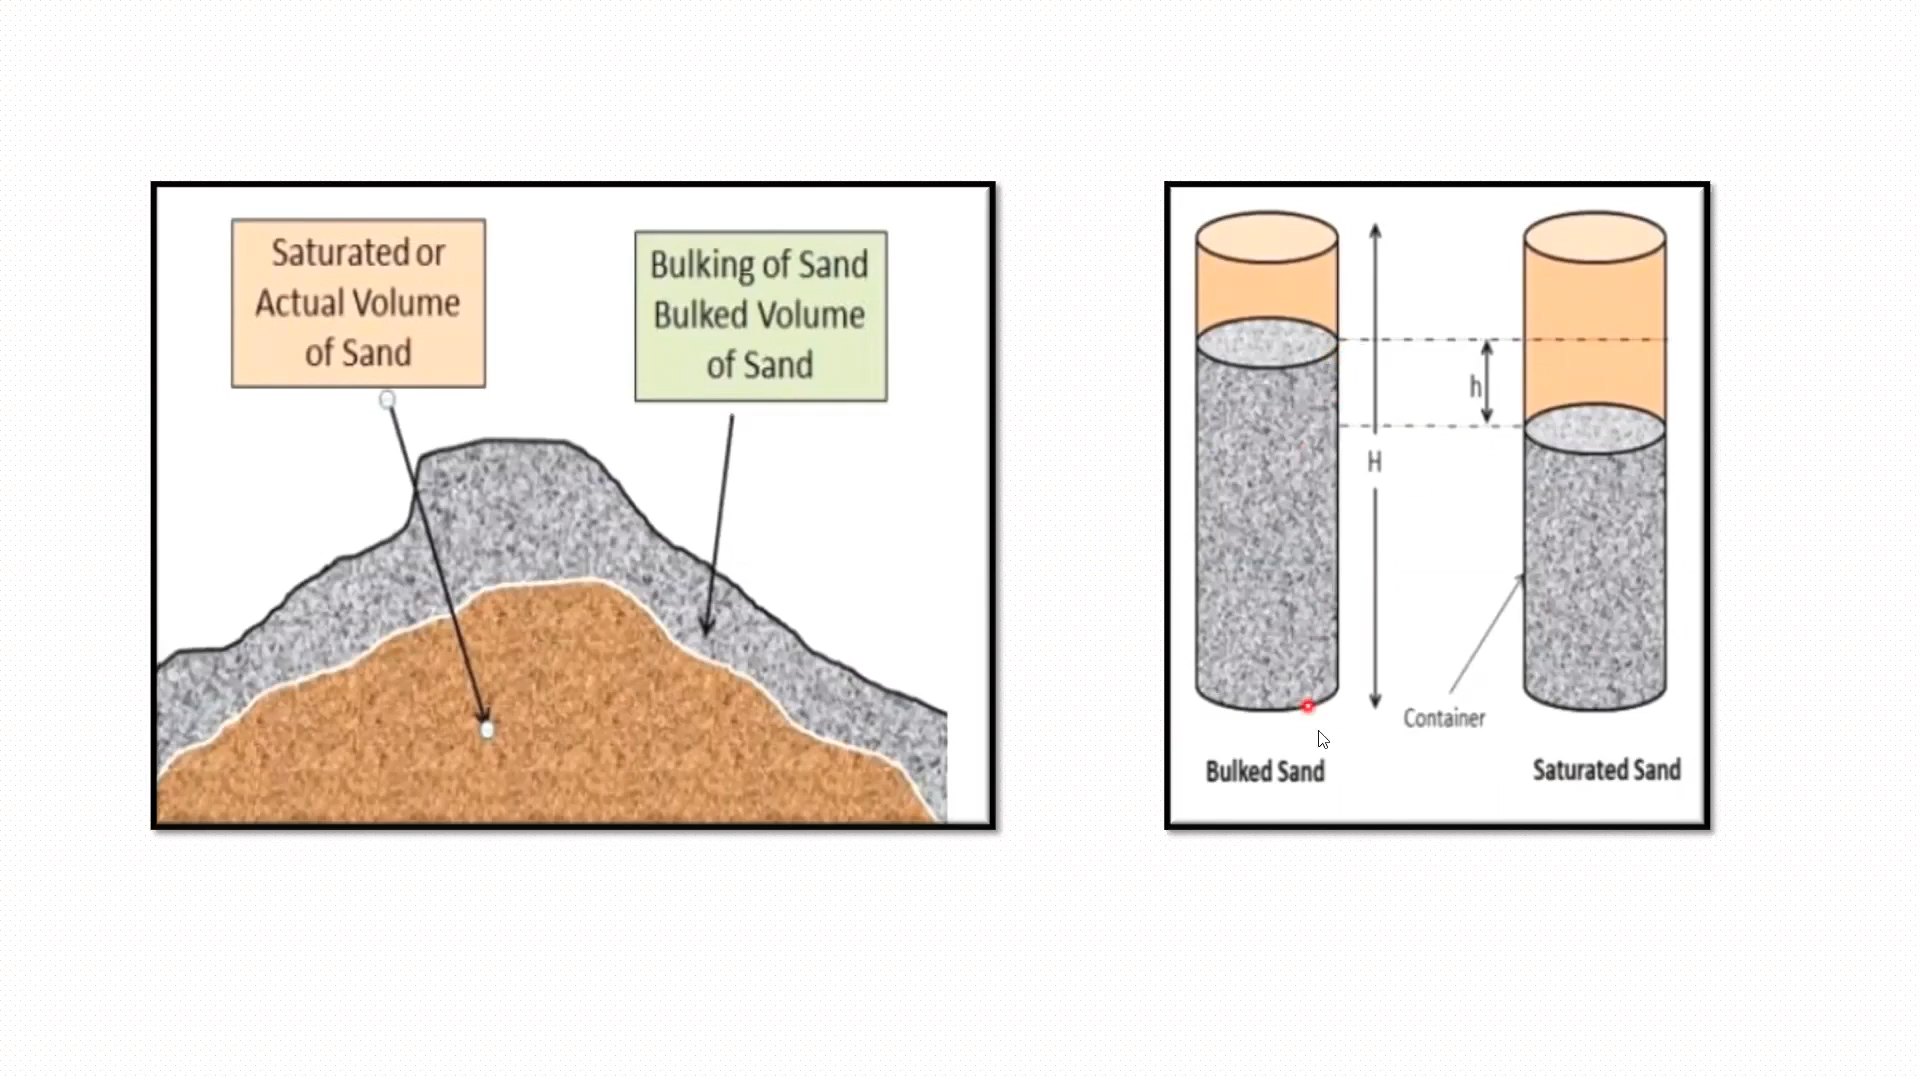 Saturated or
Actual Volume
of Sand
Bulking of Sand
Bulked Volume
of Sand
h
H
Container
Bulked Sand
Saturated Sand